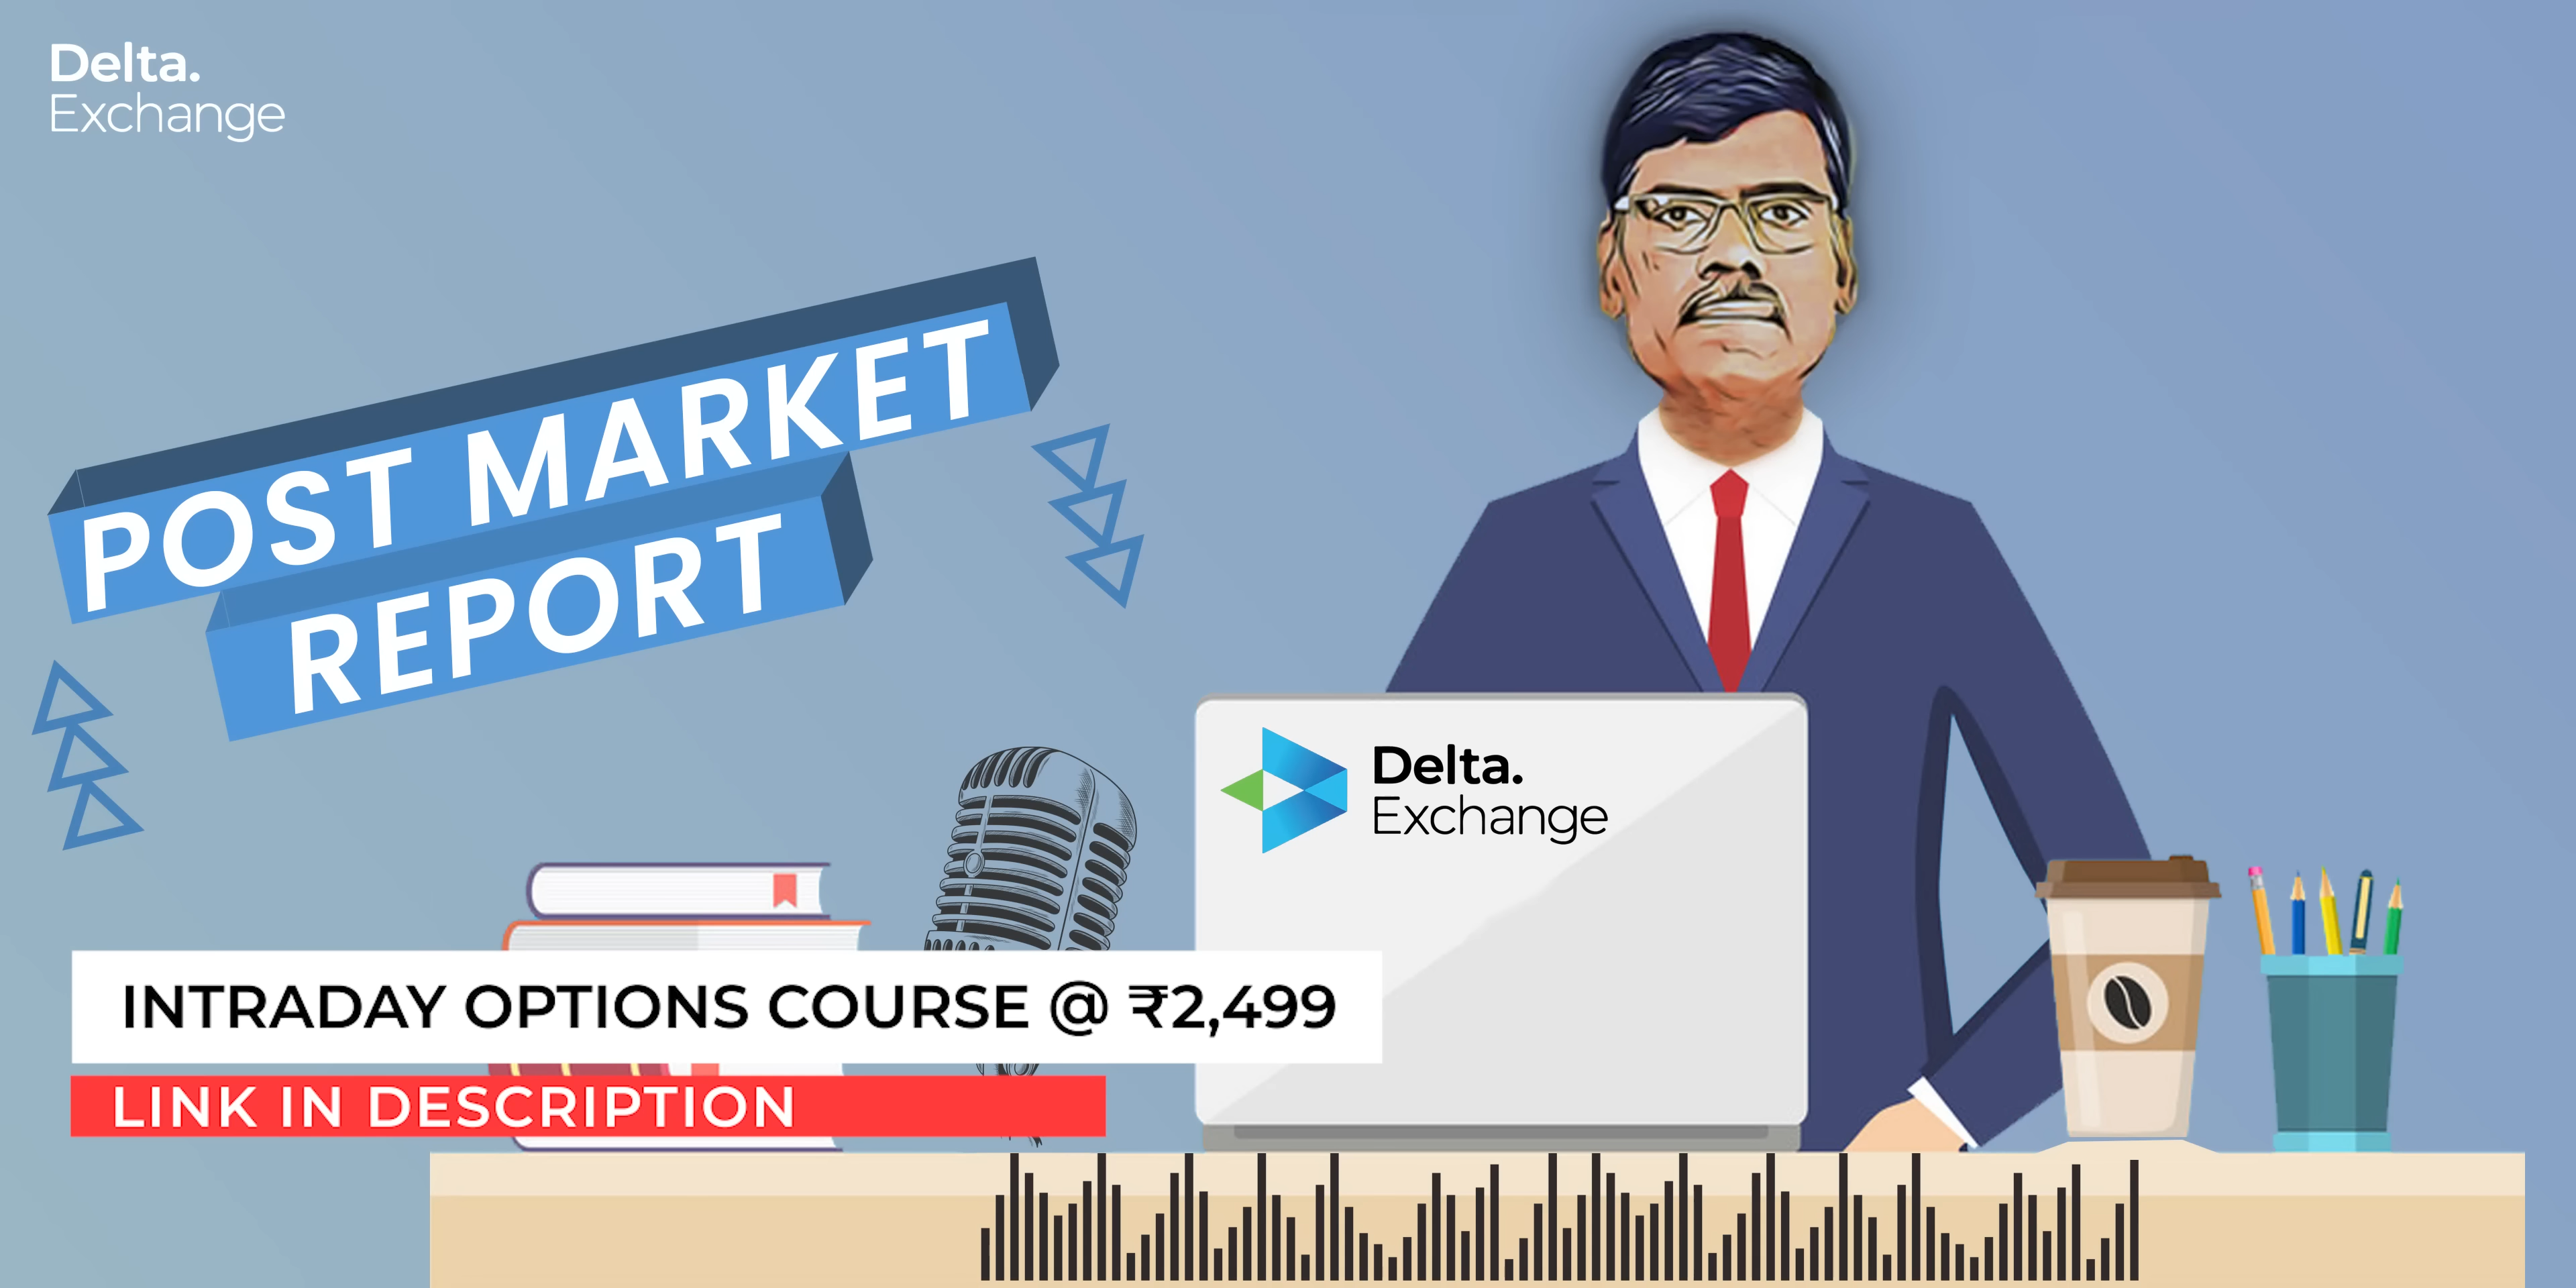 Delta.
Exchange
POST MARKET
REPORT
Delta.
Exchange
INTRADAY OPTIONS COURSE @ ₹2,499
LINK IN DESCRIPTION